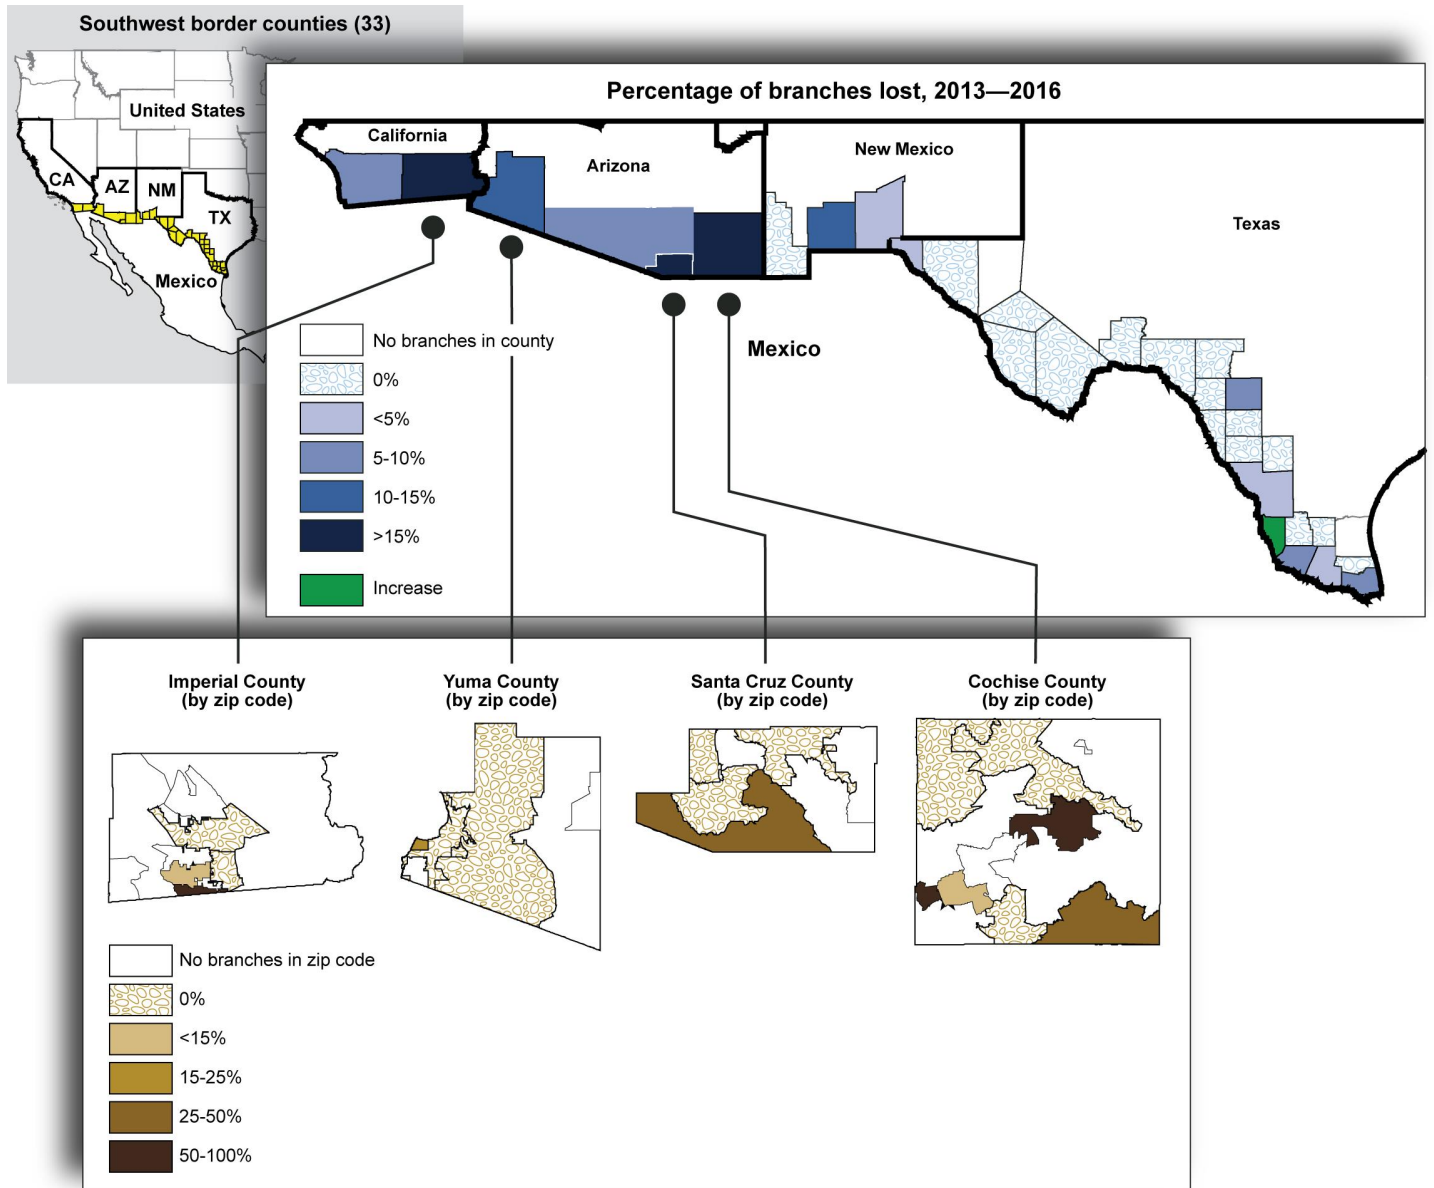 Southwest border counties (33)
United States
CA
AZ
NM
TX
Mexico
Percentage of branches lost, 2013—2016
California
Arizona
New Mexico
Texas
Mexico
No branches in county
0%
<5%
5-10%
10-15%
>15%
Increase
Imperial County
(by zip code)
Yuma County
(by zip code)
Santa Cruz County
(by zip code)
Cochise County
(by zip code)
No branches in zip code
0%
<15%
15-25%
25-50%
50-100%